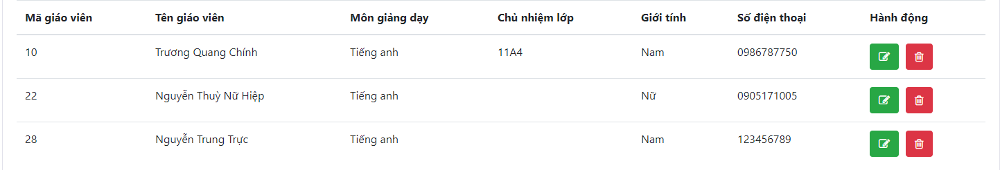 Mã giáo viên Tên giáo viên Môn giảng dạy Chủ nhiệm lớp Giới tính Số điện thoại Hành động
10 Trương Quang Chính Tiếng anh 11A4 Nam 0986787750
22 Nguyễn Thuỳ Nữ Hiệp Tiếng anh Nữ 0905171005
28 Nguyễn Trung Trực Tiếng anh Nam 123456789